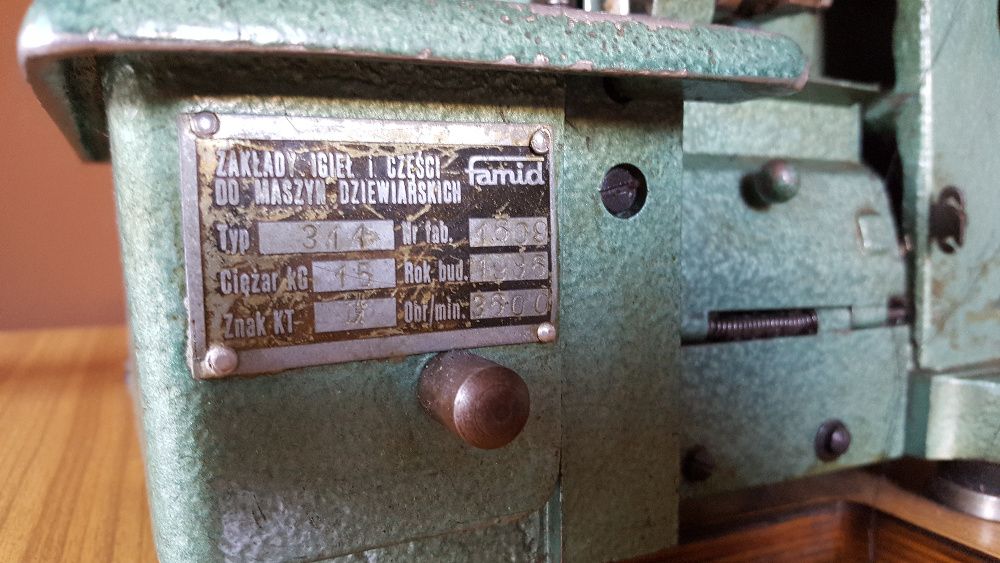 ZAKŁADY IGIEŁ I CZĘŚCI
DO MASZYN DZIEWIARSKICH
famid
Typ 311 Nr fab.
Ciężar kG 15 Rok bud.
Znak KT Obr/min.